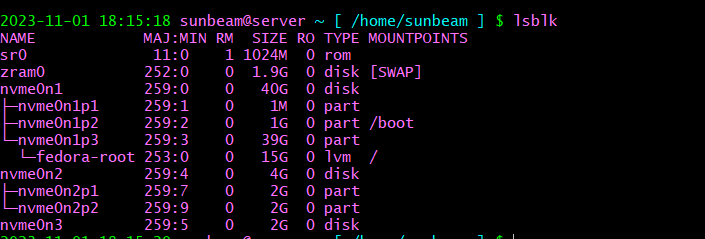 2023-11-01 18:15:18 sunbeam@server ~ [ /home/sunbeam ] $ lsblk
NAME            MAJ:MIN RM  SIZE RO TYPE MOUNTPOINTS
sr0              11:0    1 1024M  0 rom
zram0           252:0    0  1.9G  0 disk [SWAP]
nvme0n1         259:0    0   40G  0 disk
├─nvme0n1p1     259:1    0    1M  0 part
├─nvme0n1p2     259:2    0    1G  0 part /boot
└─nvme0n1p3     259:3    0   39G  0 part
  └─fedora-root 253:0    0   15G  0 lvm  /
nvme0n2         259:4    0    4G  0 disk
├─nvme0n2p1     259:7    0    2G  0 part
└─nvme0n2p2     259:9    0    2G  0 part
nvme0n3         259:5    0    2G  0 disk